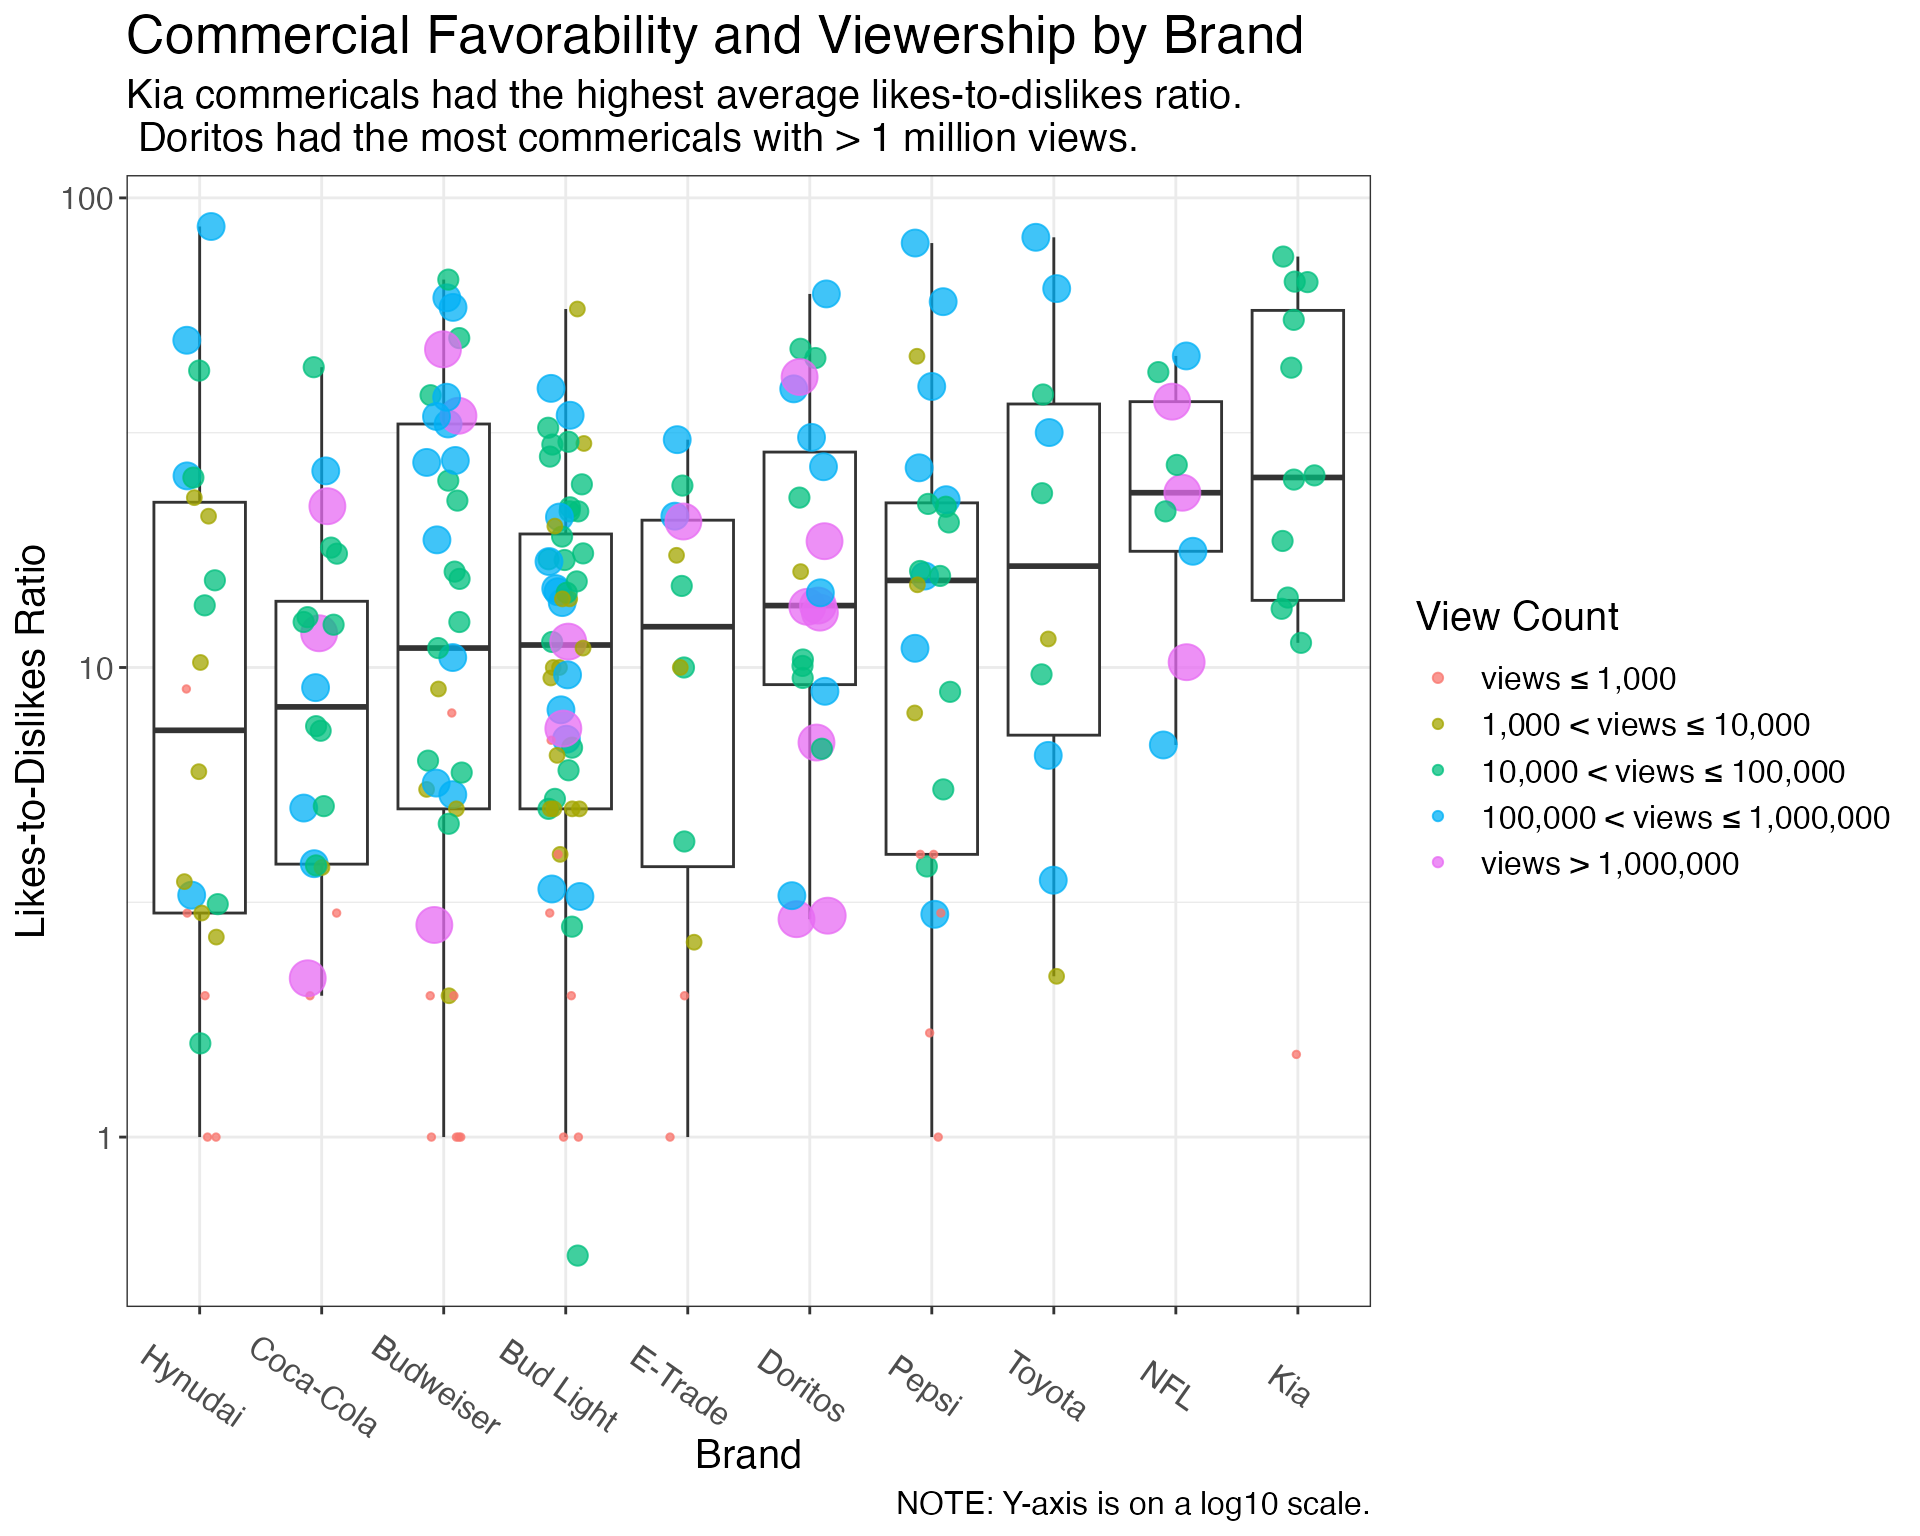 Commercial Favorability and Viewership by Brand
Kia commericals had the highest average likes-to-dislikes ratio.
Doritos had the most commericals with > 1 million views.
Likes-to-Dislikes Ratio
100
10
1
Hynudai
Coca-Cola
Budweiser
Bud Light
E-Trade
Doritos
Pepsi
Toyota
NFL
Kia
Brand
View Count
views ≤ 1,000
1,000 < views ≤ 10,000
10,000 < views ≤ 100,000
100,000 < views ≤ 1,000,000
views > 1,000,000
NOTE: Y-axis is on a log10 scale.